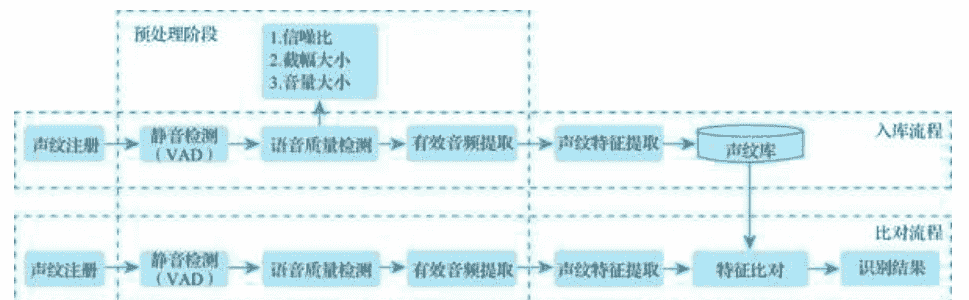 预处理阶段
1.信噪比
2.截幅大小
3.音量大小
入库流程
声纹注册
静音检测
(VAD)
语音质量检测
有效音频提取
声纹特征提取
声纹库
比对流程
声纹注册
静音检测
(VAD)
语音质量检测
有效音频提取
声纹特征提取
特征比对
识别结果